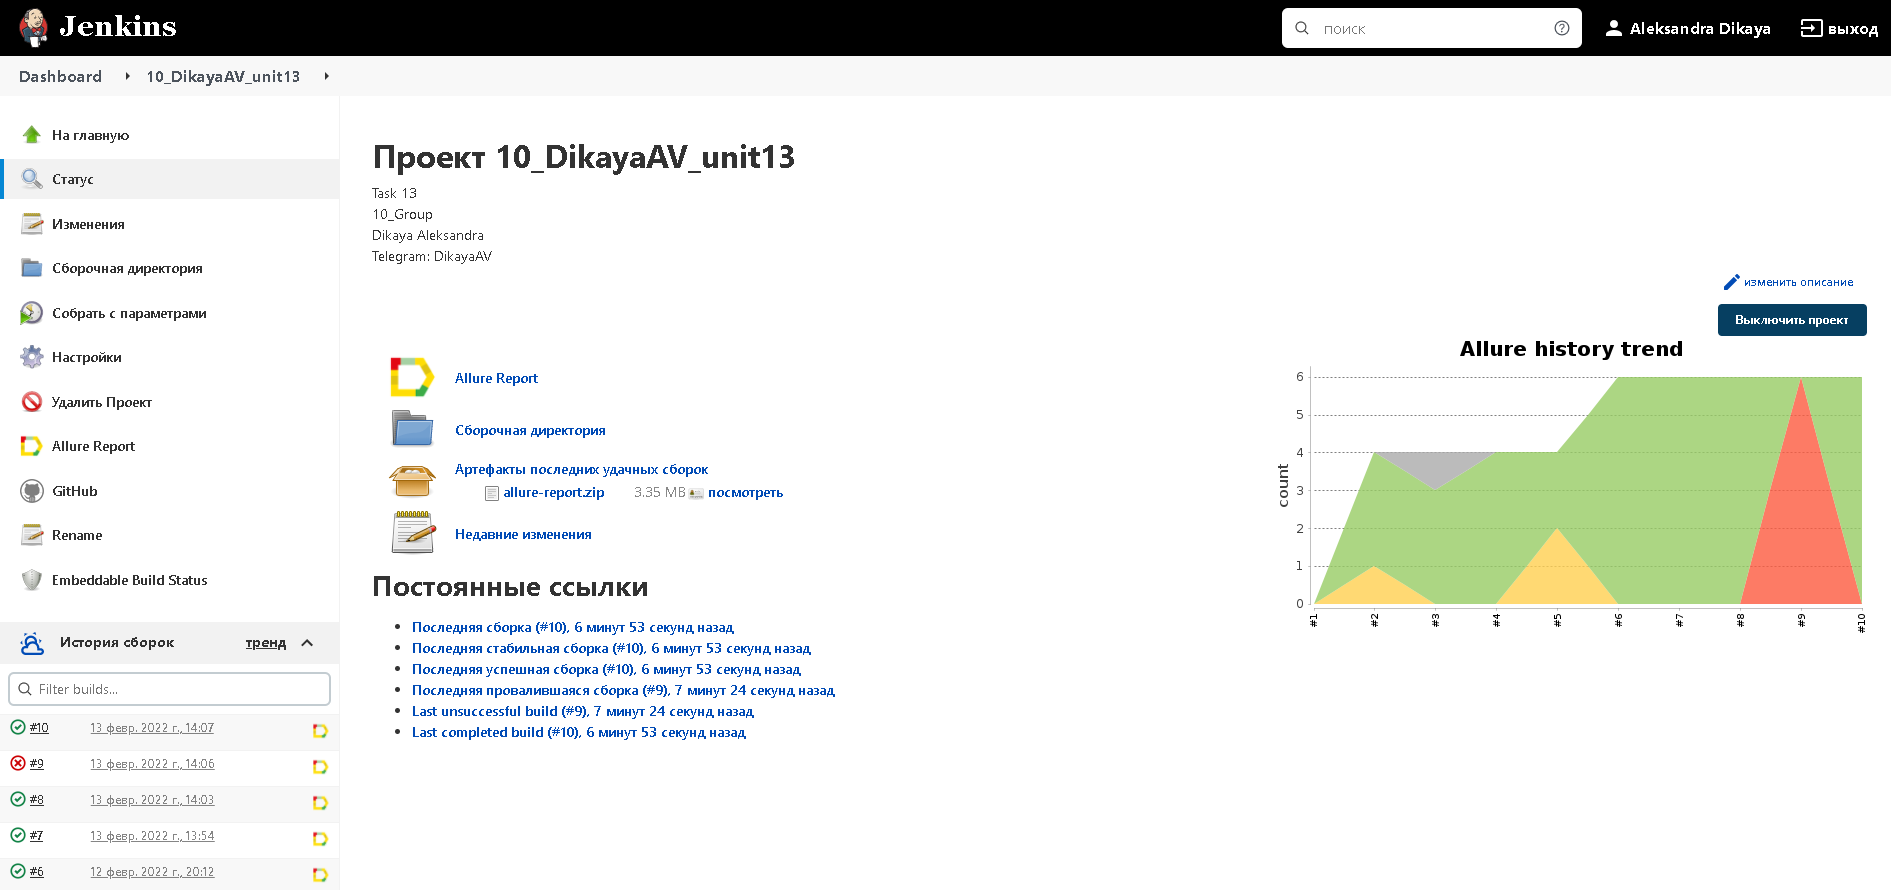 Jenkins
поиск
Aleksandra Dikaya
выход
Dashboard
10_DikayaAV_unit13
На главную
Статус
Изменения
Сборочная директория
Собрать с параметрами
Настройки
Удалить Проект
Allure Report
GitHub
Rename
Embeddable Build Status
История сборок
тренд
Filter builds...
#10 13 февр. 2022 г., 14:07
#9 13 февр. 2022 г., 14:06
#8 13 февр. 2022 г., 14:03
#7 13 февр. 2022 г., 13:54
#6 12 февр. 2022 г., 20:12
Проект 10_DikayaAV_unit13
Task 13
10_Group
Dikaya Aleksandra
Telegram: DikayaAV
изменить описание
Выключить проект
Allure Report
Сборочная директория
Артефакты последних удачных сборок
allure-report.zip 3.35 MB посмотреть
Недавние изменения
Постоянные ссылки
Последняя сборка (#10), 6 минут 53 секунд назад
Последняя стабильная сборка (#10), 6 минут 53 секунд назад
Последняя успешная сборка (#10), 6 минут 53 секунд назад
Последняя провалившаяся сборка (#9), 7 минут 24 секунд назад
Last unsuccessful build (#9), 7 минут 24 секунд назад
Last completed build (#10), 6 минут 53 секунд назад
Allure history trend
count
6
5
4
3
2
1
0
#1 #2 #3 #4 #5 #6 #7 #8 #9 #10